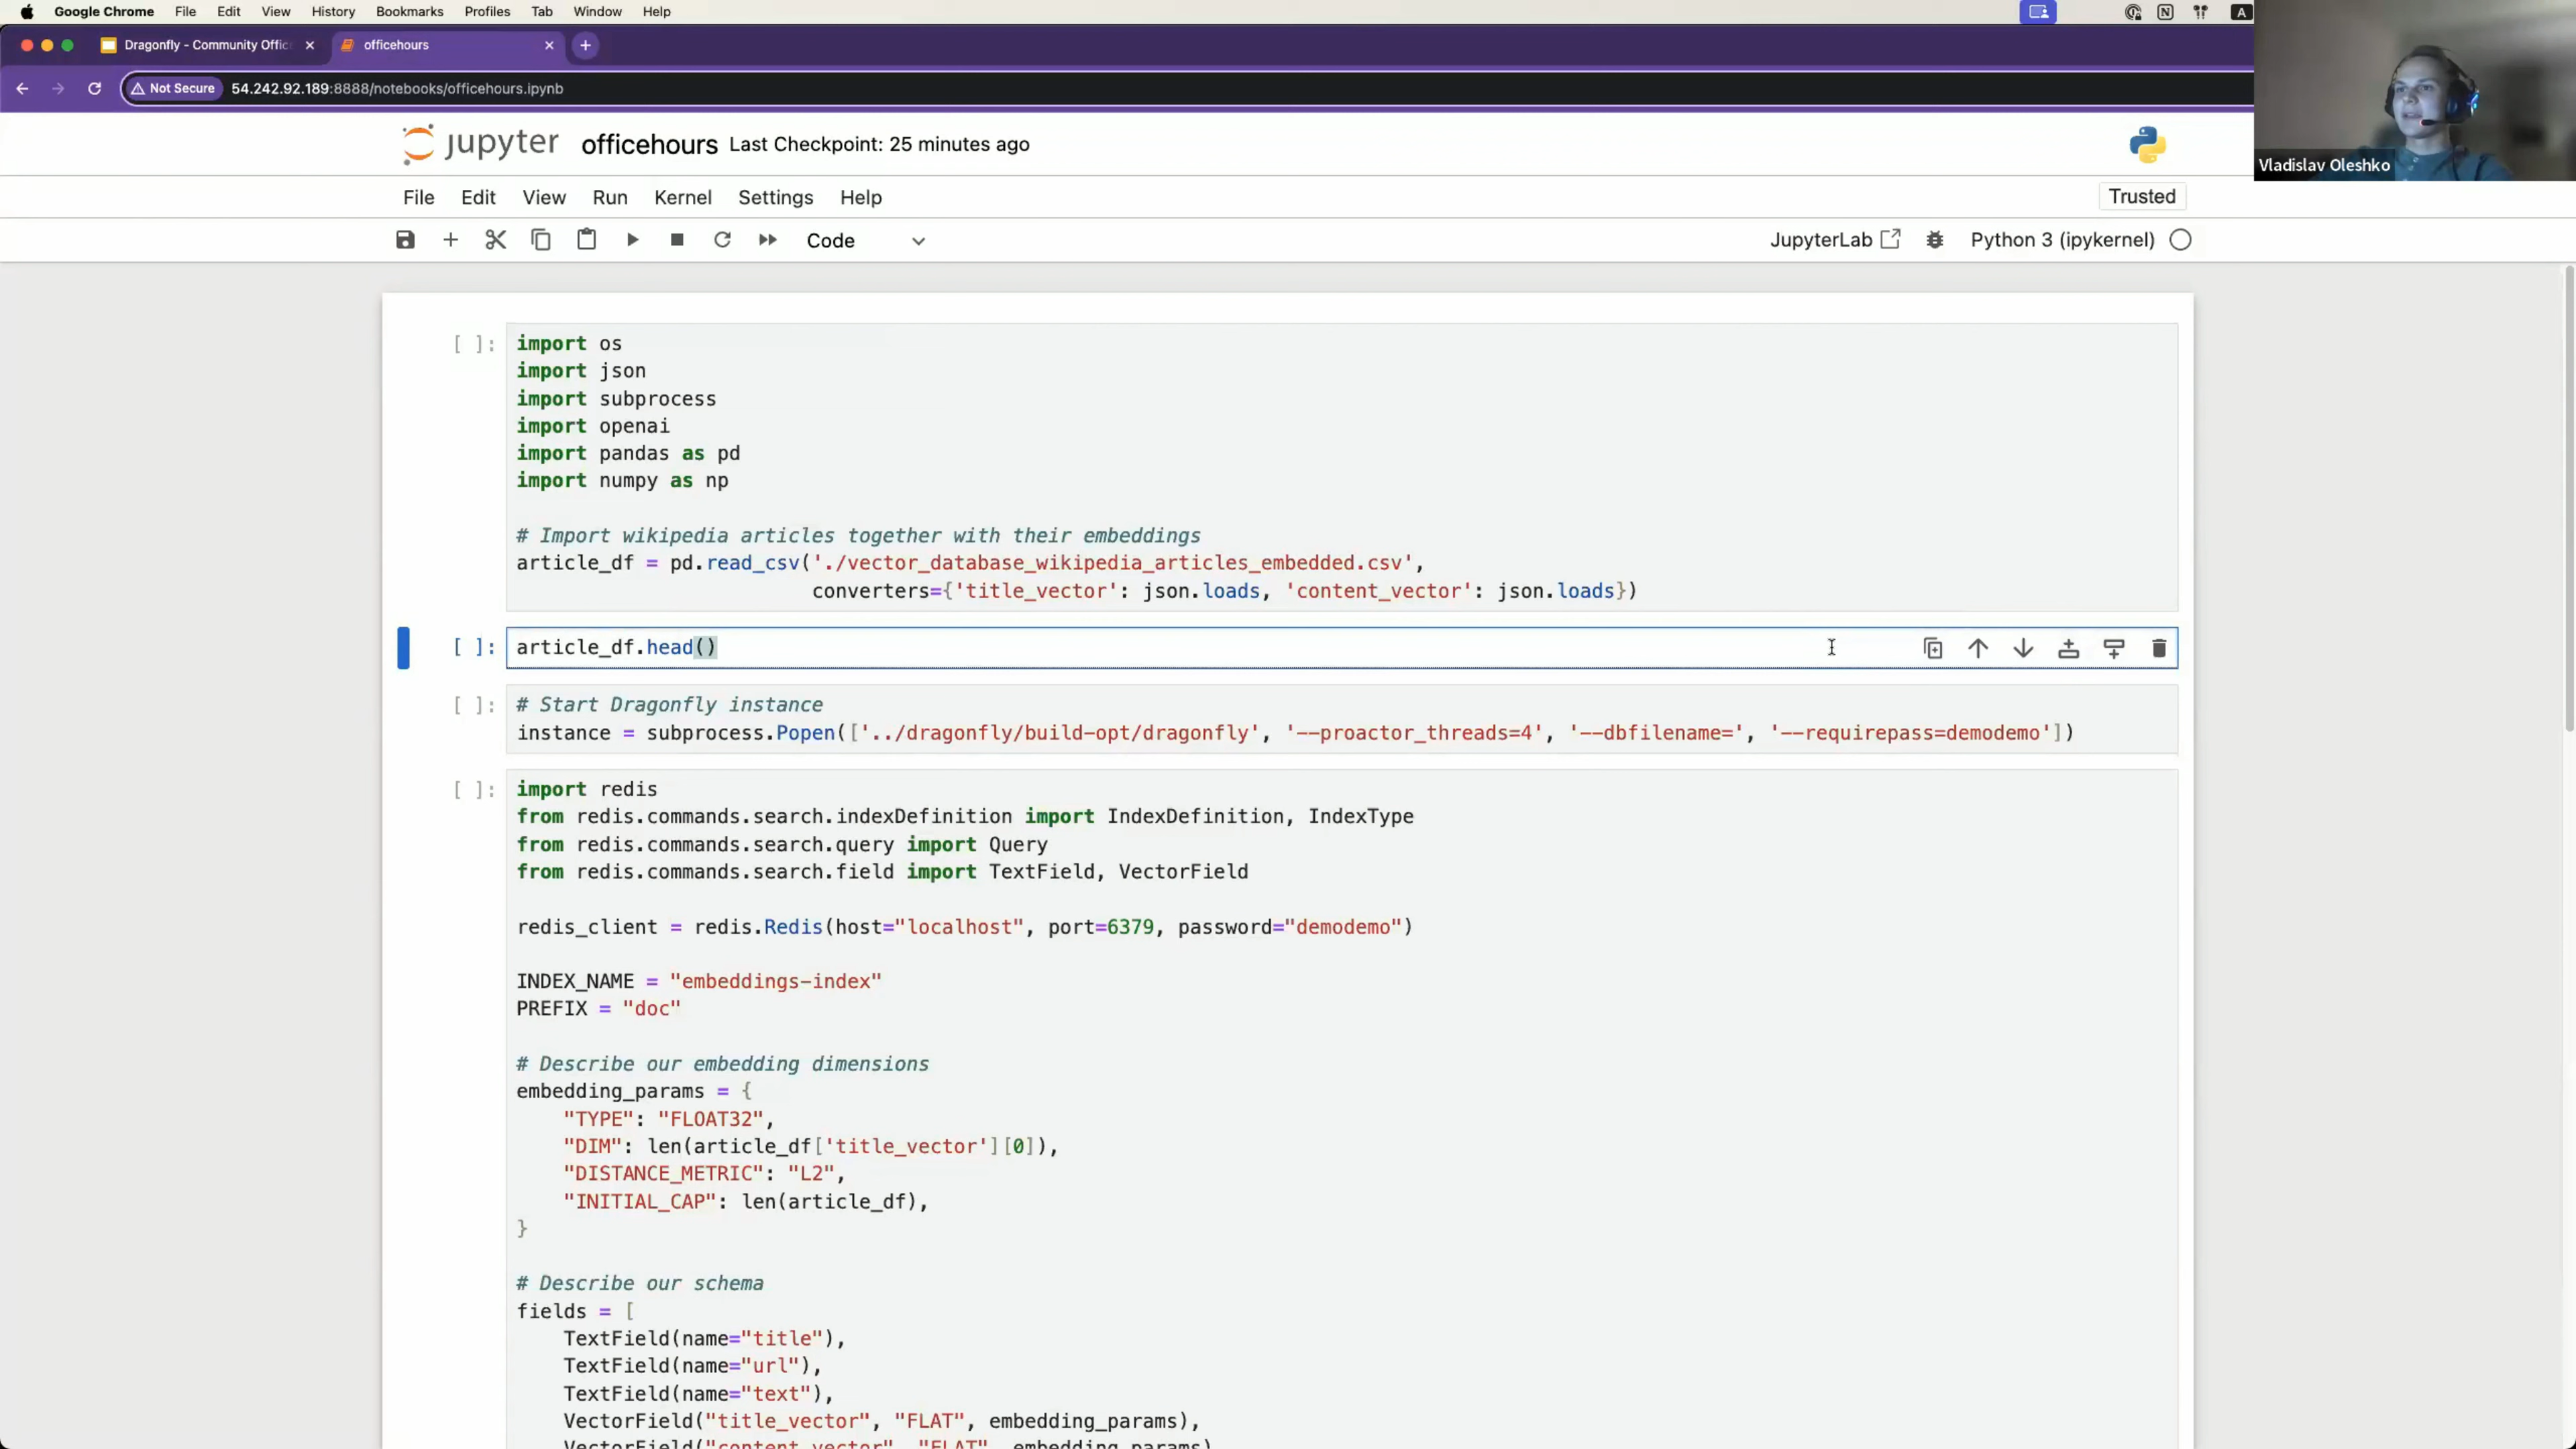 Google Chrome File Edit View History Bookmarks Profiles Tab Window Help
Dragonfly - Community Offic
officehours
Not Secure 54.242.92.189:8888/notebooks/officehours.ipynb
jupyter officehours Last Checkpoint: 25 minutes ago
Vladislav Oleshko
File Edit View Run Kernel Settings Help
Trusted
Code
JupyterLab
Python 3 (ipykernel)
[ ]: import os
import json
import subprocess
import openai
import pandas as pd
import numpy as np
# Import wikipedia articles together with their embeddings
article_df = pd.read_csv('./vector_database_wikipedia_articles_embedded.csv',
converters={'title_vector': json.loads, 'content_vector': json.loads})
[ ]: article_df.head()
[ ]: # Start Dragonfly instance
instance = subprocess.Popen(['../dragonfly/build-opt/dragonfly', '--proactor_threads=4', '--dbfilename=', '--requirepass=demodemo'])
[ ]: import redis
from redis.commands.search.indexDefinition import IndexDefinition, IndexType
from redis.commands.search.query import Query
from redis.commands.search.field import TextField, VectorField
redis_client = redis.Redis(host="localhost", port=6379, password="demodemo")
INDEX_NAME = "embeddings-index"
PREFIX = "doc"
# Describe our embedding dimensions
embedding_params = {
"TYPE": "FLOAT32",
"DIM": len(article_df['title_vector'][0]),
"DISTANCE_METRIC": "L2",
"INITIAL_CAP": len(article_df),
}
# Describe our schema
fields = [
TextField(name="title"),
TextField(name="url"),
TextField(name="text"),
VectorField("title_vector", "FLAT", embedding_params),
VectorField("content_vector", "FLAT", embedding_params)